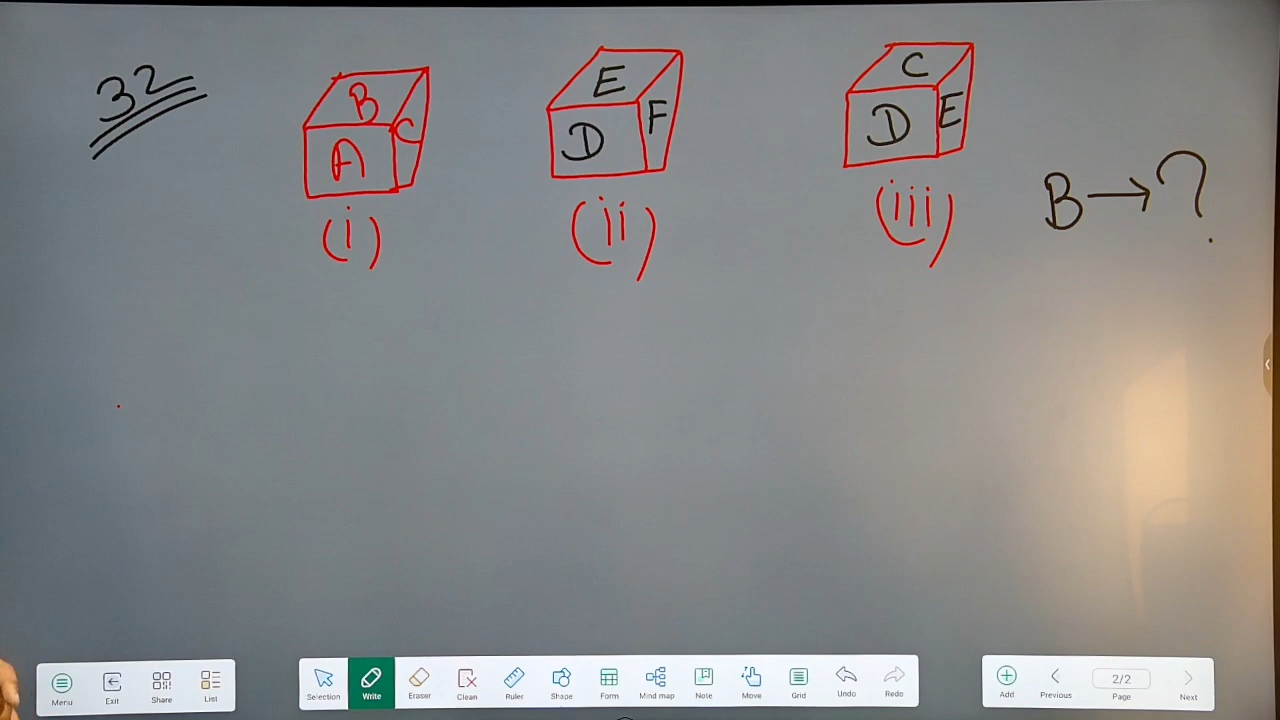 32
B
A C
(i)
E
D F
(ii)
C
D E
(iii)
B → ?
Menu Exit Share List
Selection Write Eraser Clean Ruler Shape Form Mind map Note Move Grid Undo Redo
Add Previous 2/2 Page Next